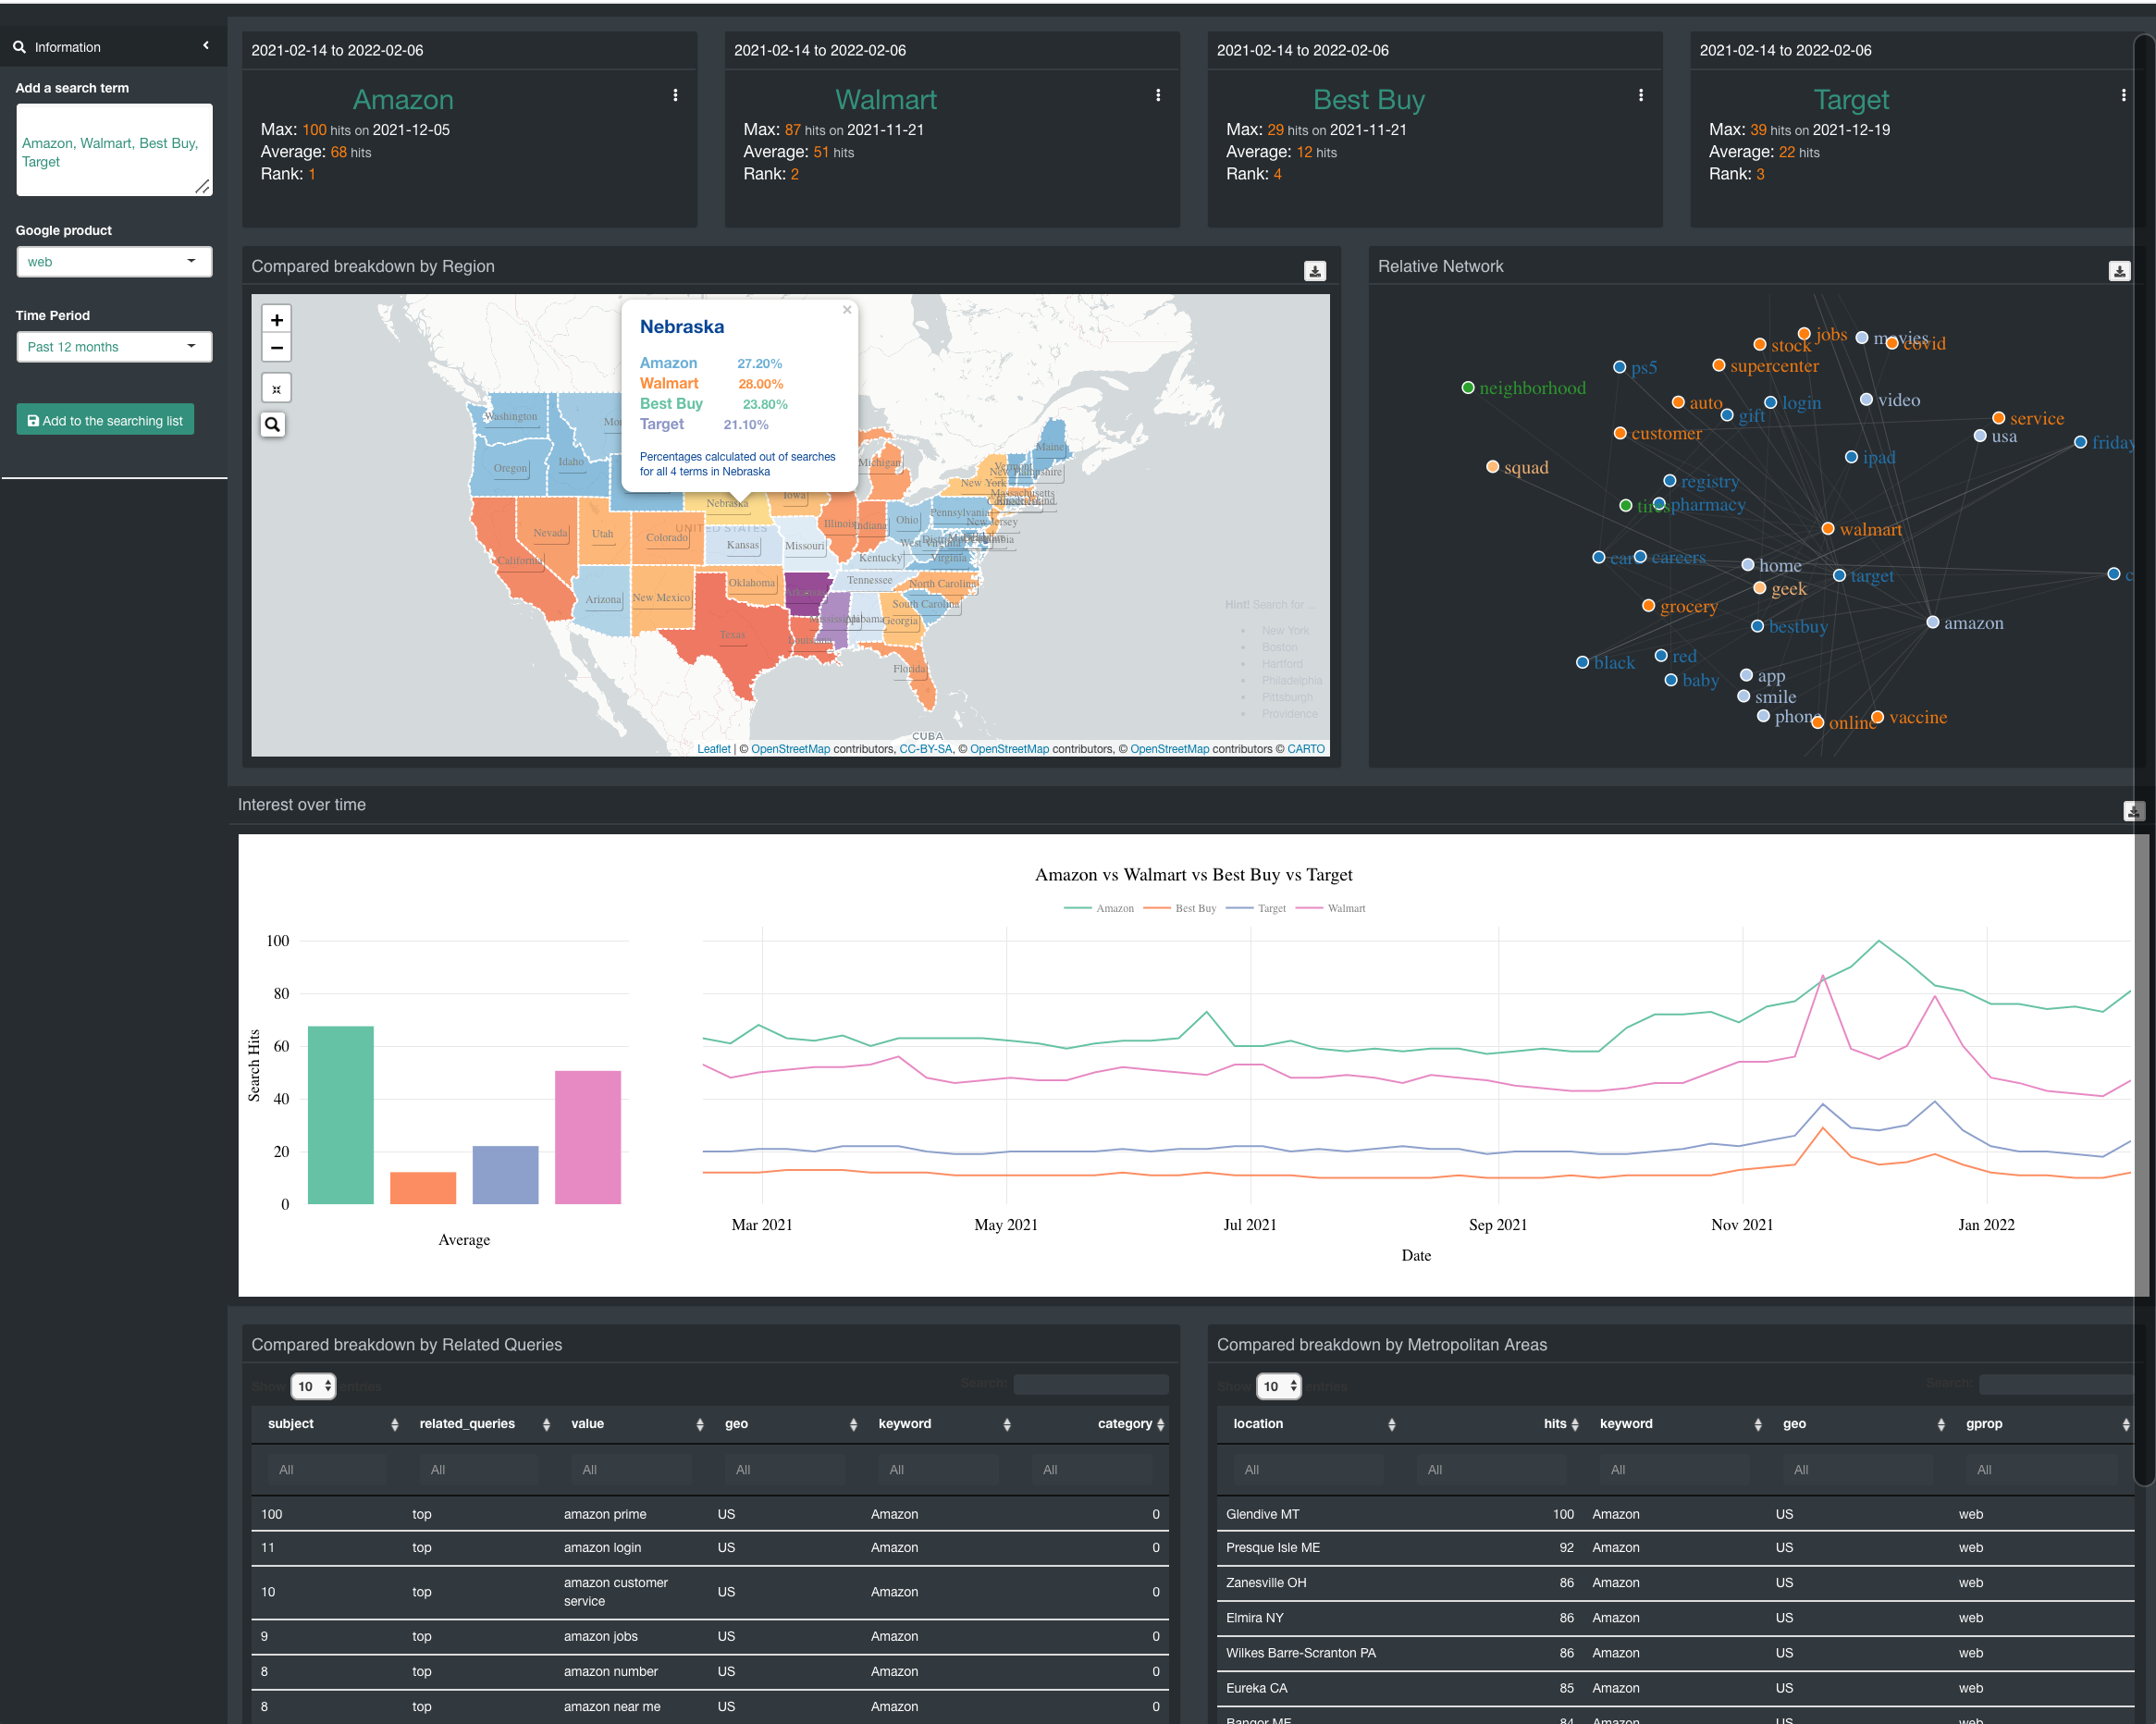 Information
Add a search term
Amazon, Walmart, Best Buy,
Target
Google product
web
Time Period
Past 12 months
Add to the searching list
2021-02-14 to 2022-02-06
Amazon
Max: 100 hits on 2021-12-05
Average: 68 hits
Rank: 1
2021-02-14 to 2022-02-06
Walmart
Max: 87 hits on 2021-11-21
Average: 51 hits
Rank: 2
2021-02-14 to 2022-02-06
Best Buy
Max: 29 hits on 2021-11-21
Average: 12 hits
Rank: 4
2021-02-14 to 2022-02-06
Target
Max: 39 hits on 2021-12-19
Average: 22 hits
Rank: 3
Compared breakdown by Region
+
−
Nebraska
×
Amazon 27.20%
Walmart 28.00%
Best Buy 23.80%
Target 21.10%
Percentages calculated out of searches
for all 4 terms in Nebraska
Washington
Oregon
Idaho
Nevada
California
Utah
Arizona
Colorado
New Mexico
Nebraska
UNITED STATES
Kansas
Oklahoma
Texas
Iowa
Missouri
Illinois
Indiana
Michigan
Ohio
Kentucky
Tennessee
Georgia
Florida
North Carolina
South Carolina
Virginia
Pennsylvania
New York
New Jersey
Massachusetts
Vermont
New Hampshire
Maine
CUBA
Hint! Search for...
New York
Boston
Hartford
Philadelphia
Pittsburgh
Providence
Leaflet | © OpenStreetMap contributors, CC-BY-SA, © OpenStreetMap contributors, © OpenStreetMap contributors © CARTO
Relative Network
jobs
stock
movies
covid
ps5
supercenter
neighborhood
auto
gift
login
video
service
customer
usa
friday
squad
ipad
registry
pharmacy
walmart
careers
home
target
geek
grocery
amazon
bestbuy
black
red
baby
app
smile
phone
online
vaccine
Interest over time
Amazon vs Walmart vs Best Buy vs Target
Amazon Best Buy Target Walmart
100
80
60
40
20
0
Search Hits
Average
Mar 2021 May 2021 Jul 2021 Sep 2021 Nov 2021 Jan 2022
Date
Compared breakdown by Related Queries
Show 10 entries
Search:
subject related_queries value geo keyword category
All All All All All All
100 top amazon prime US Amazon 0
11 top amazon login US Amazon 0
10 top amazon customer service US Amazon 0
9 top amazon jobs US Amazon 0
8 top amazon number US Amazon 0
8 top amazon near me US Amazon 0
Compared breakdown by Metropolitan Areas
Show 10 entries
Search:
location hits keyword geo gprop
All All All All All
Glendive MT 100 Amazon US web
Presque Isle ME 92 Amazon US web
Zanesville OH 86 Amazon US web
Elmira NY 86 Amazon US web
Wilkes Barre-Scranton PA 86 Amazon US web
Eureka CA 85 Amazon US web
Bangor ME 84 Amazon US web